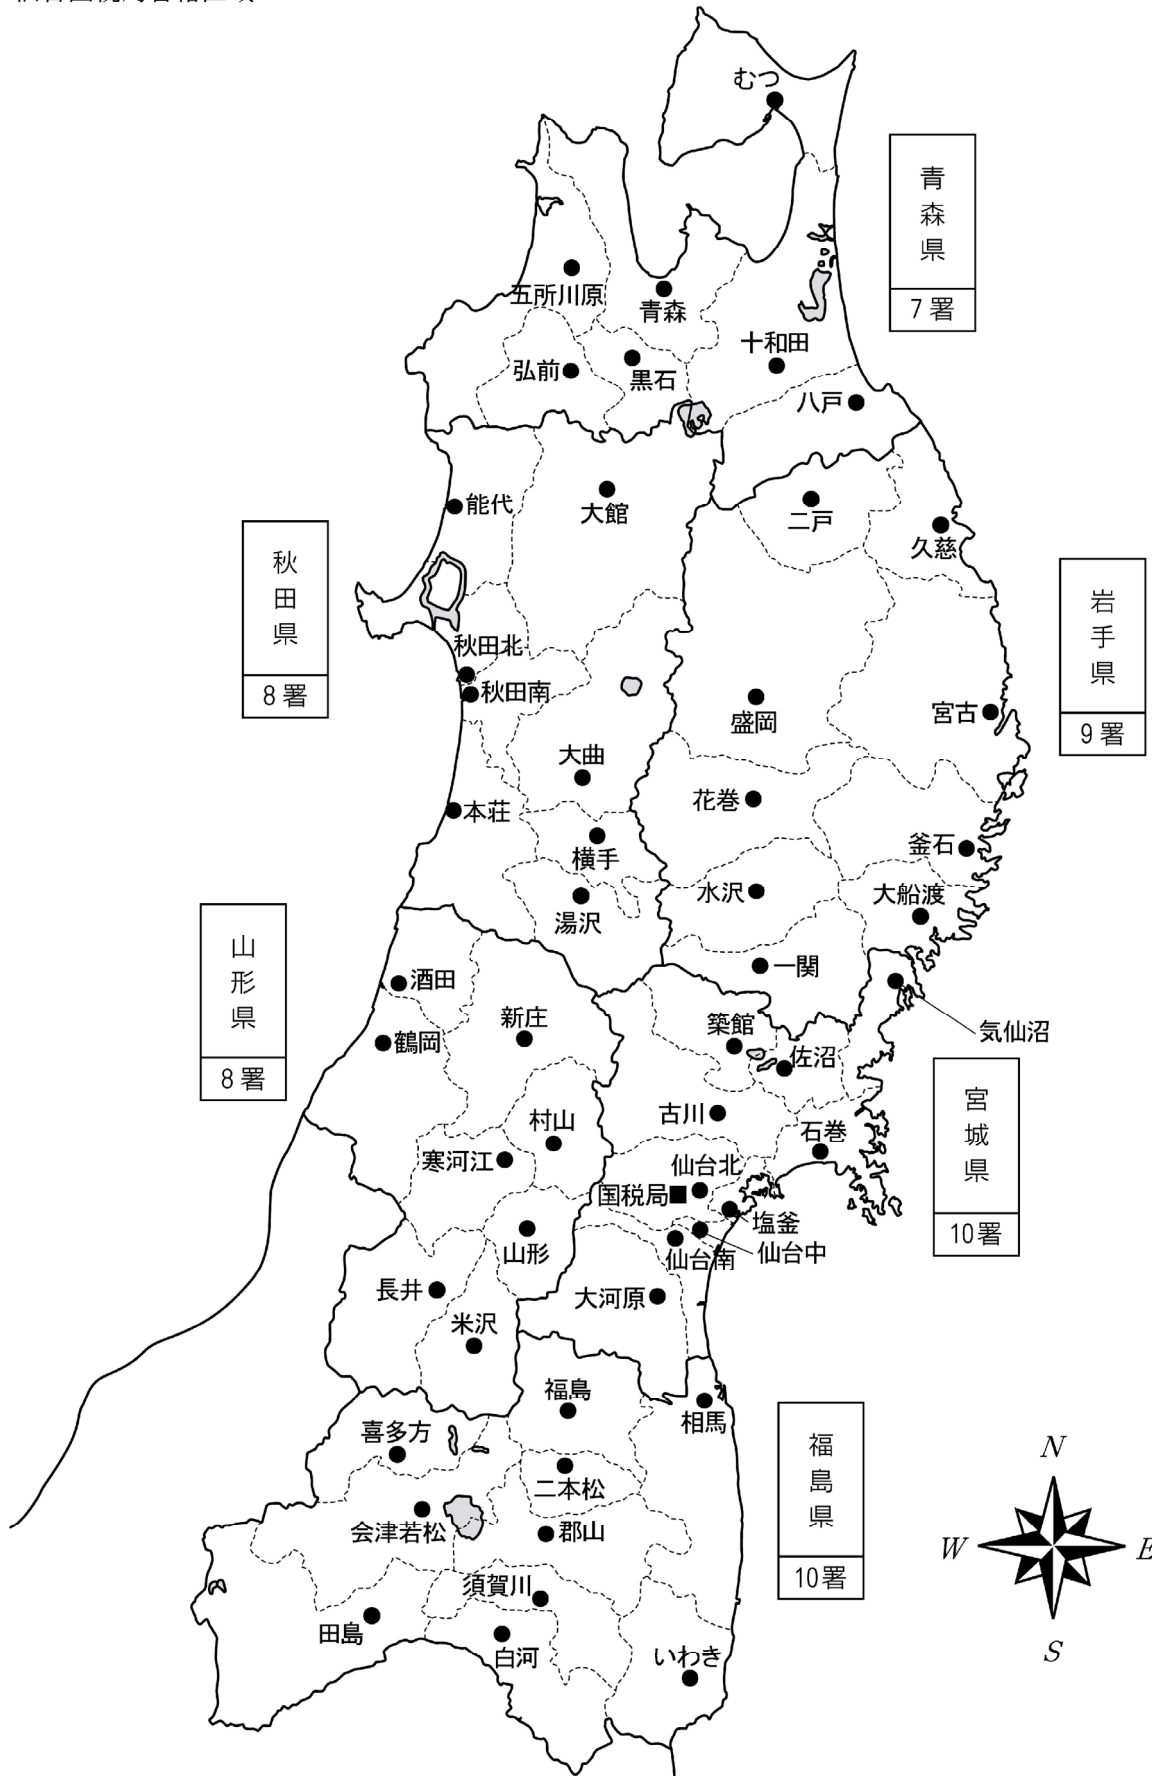 むつ
青森県
7署
五所川原
青森
十和田
弘前
黒石
八戸
能代
大館
二戸
久慈
秋田県
8署
岩手県
9署
秋田北
秋田南
盛岡
宮古
大曲
花巻
本荘
横手
釜石
水沢
大船渡
湯沢
山形県
8署
一関
酒田
新庄
気仙沼
築館
鶴岡
佐沼
宮城県
10署
古川
村山
石巻
寒河江
仙台北
国税局
塩釜
山形
仙台南
仙台中
長井
大河原
米沢
福島
相馬
喜多方
福島県
10署
二本松
会津若松
郡山
須賀川
田島
白河
いわき
N
W
E
S